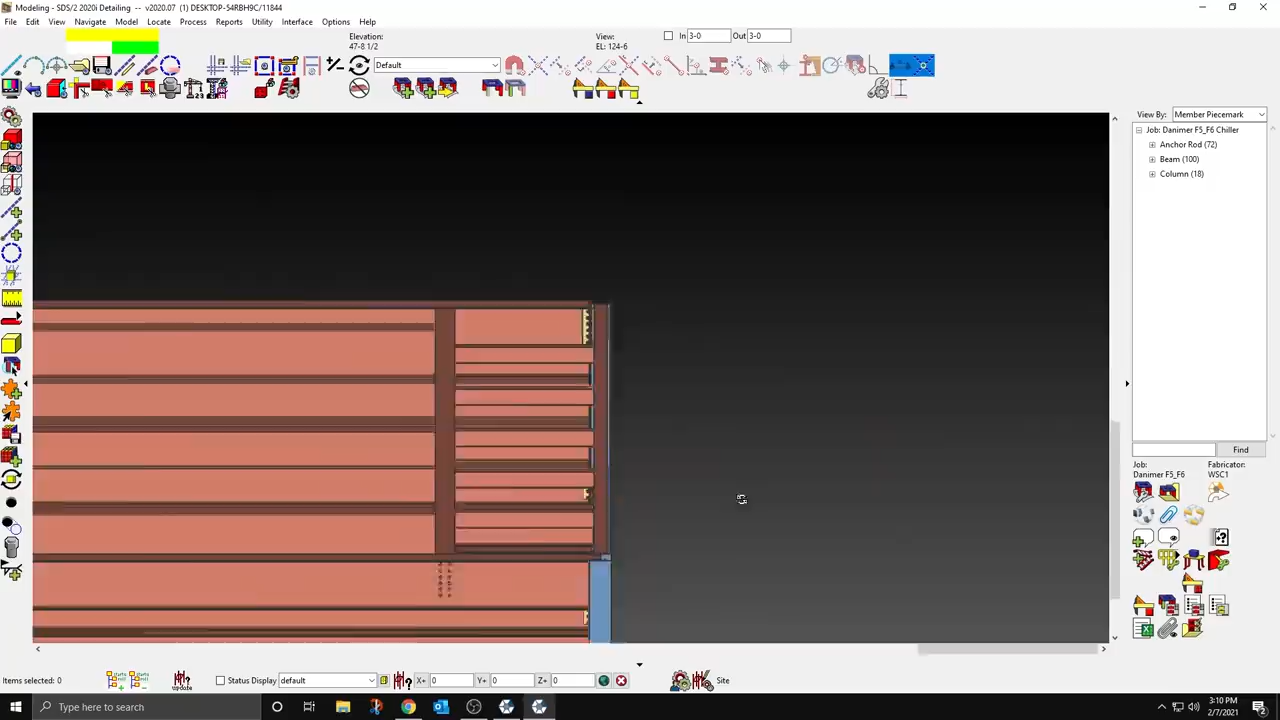 Modeling - SDS/2 2020i Detailing -- v2020.07 (1) DESKTOP-54RBH9C/11844
File Edit View Navigate Model Locate Process Reports Utility Interface Options Help
Elevation:
47-8 1/2
View:
EL: 124-6
In 3-0 Out 3-0
Default
View By: Member Piecemark
Job: Danimer F5_F6 Chiller
Anchor Rod (72)
Beam (100)
Column (18)
Find
Job:
Danimer F5_F6
Fabricator:
WSC1
Items selected: 0
update
Status Display default X+ 0 Y+ 0 Z+ 0 Site
Type here to search
3:10 PM
2/7/2021
2